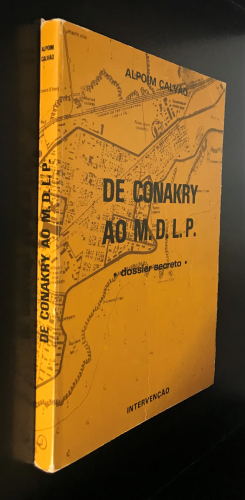 ALPOIM CALVÃO
DE CONAKRY AO M.D.L.P.
ALPOIM CALVÃO
DE CONAKRY
AO M.D.L.P.
• dossier secreto •
INTERVENÇÃO